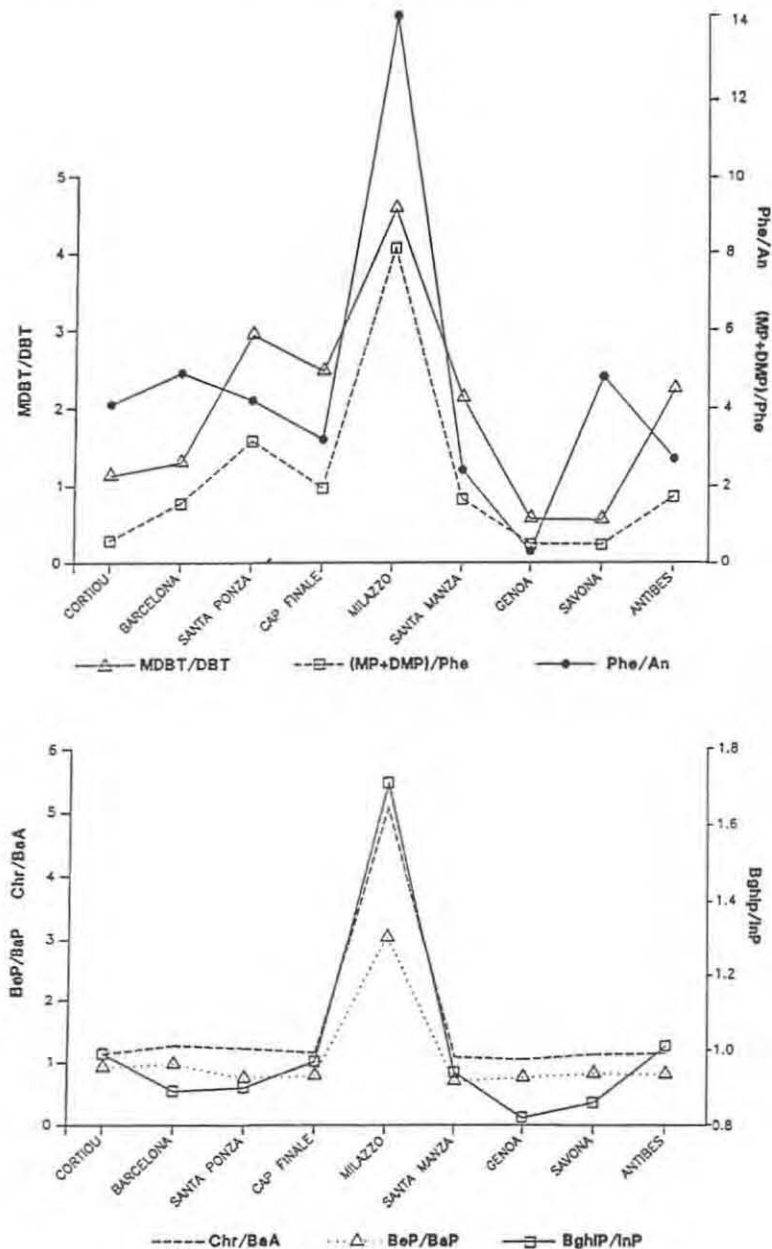 14
12
10
8
6
4
2
0
Phe/An (MP+DMP)/Phe
5
4
3
2
1
0
MDBT/DBT
CORTIOU
BARCELONA
SANTA PONZA
CAP FINALE
MILAZZO
SANTA MANZA
GENOA
SAVONA
ANTIBES
MDBT/DBT (MP+DMP)/Phe Phe/An
6
5
4
3
2
1
0
BeP/BaP Chr/BaA
1.8
1.6
1.4
1.2
1.0
0.8
BghIp/InP
CORTIOU
BARCELONA
SANTA PONZA
CAP FINALE
MILAZZO
SANTA MANZA
GENOA
SAVONA
ANTIBES
Chr/BaA BeP/BaP BghIP/InP